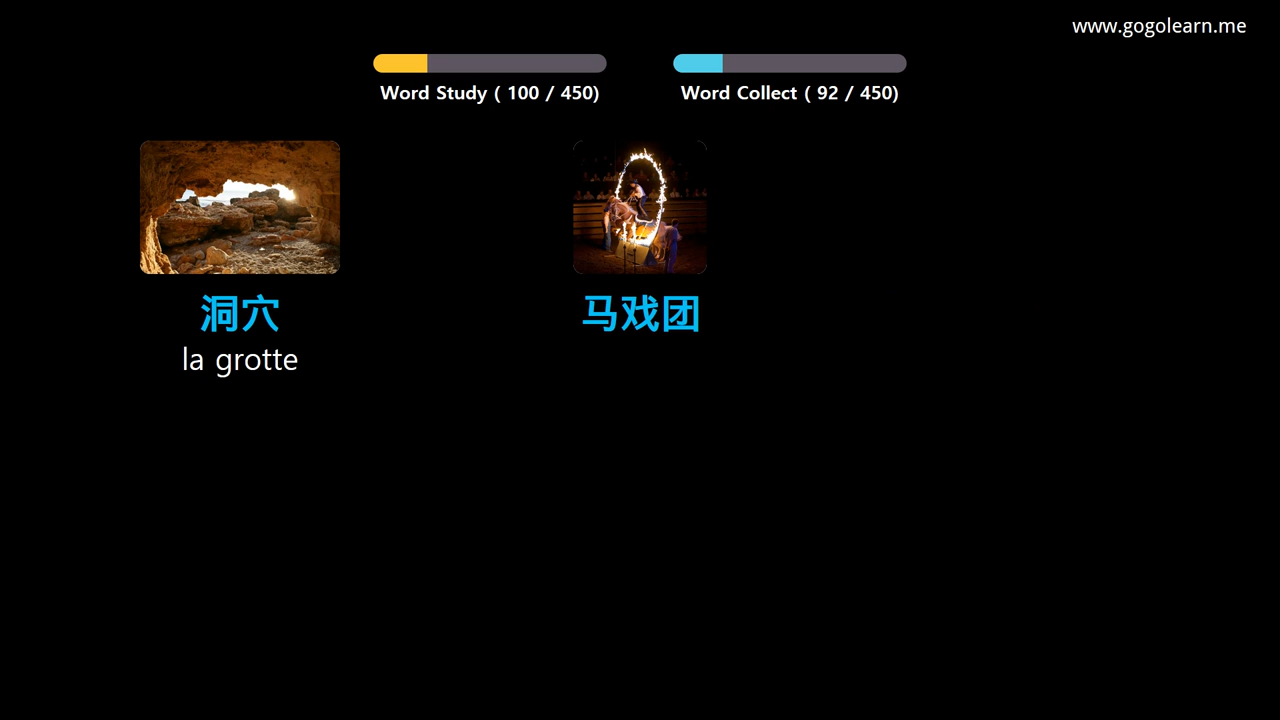 www.gogolearn.me
Word Study ( 100 / 450)
Word Collect ( 92 / 450)
洞穴
la grotte
马戏团